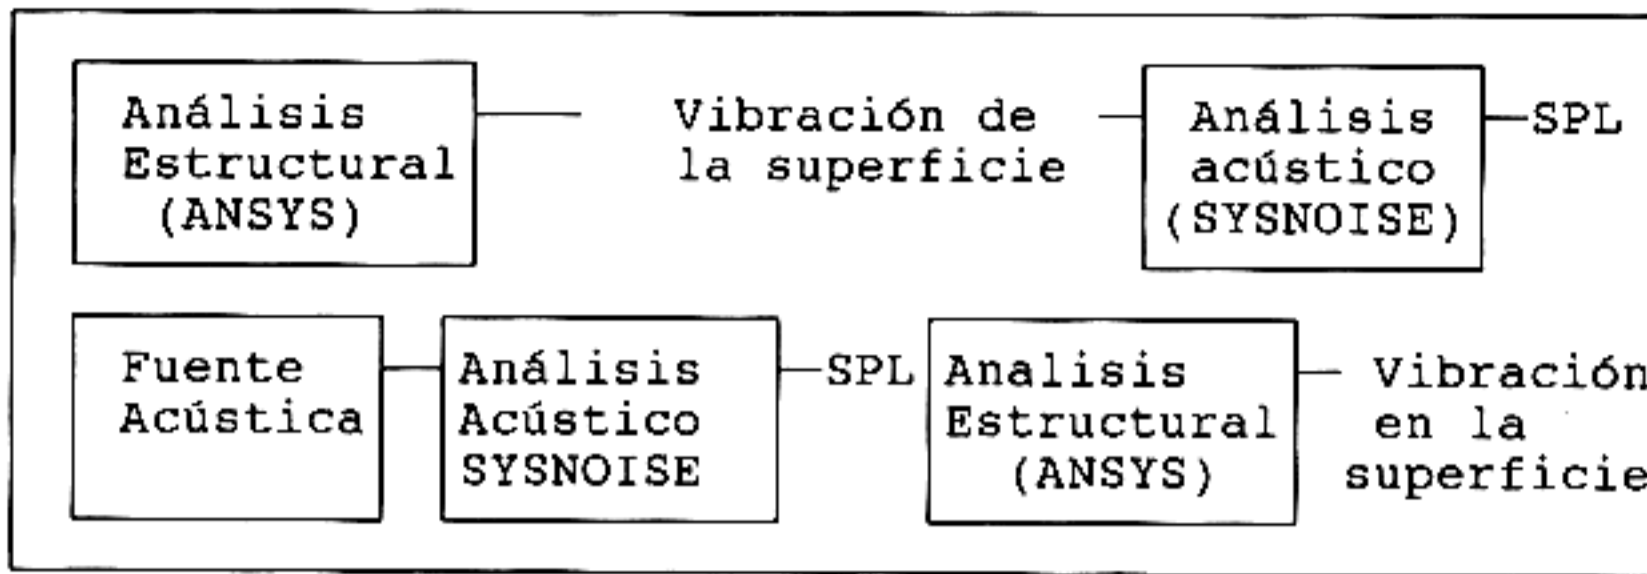 Análisis
Estructural
(ANSYS)
Vibración de
la superficie
Análisis
acústico
(SYSNOISE)
SPL
Fuente
Acústica
Análisis
Acústico
SYSNOISE
SPL
Analisis
Estructural
(ANSYS)
Vibración
en la
superficie